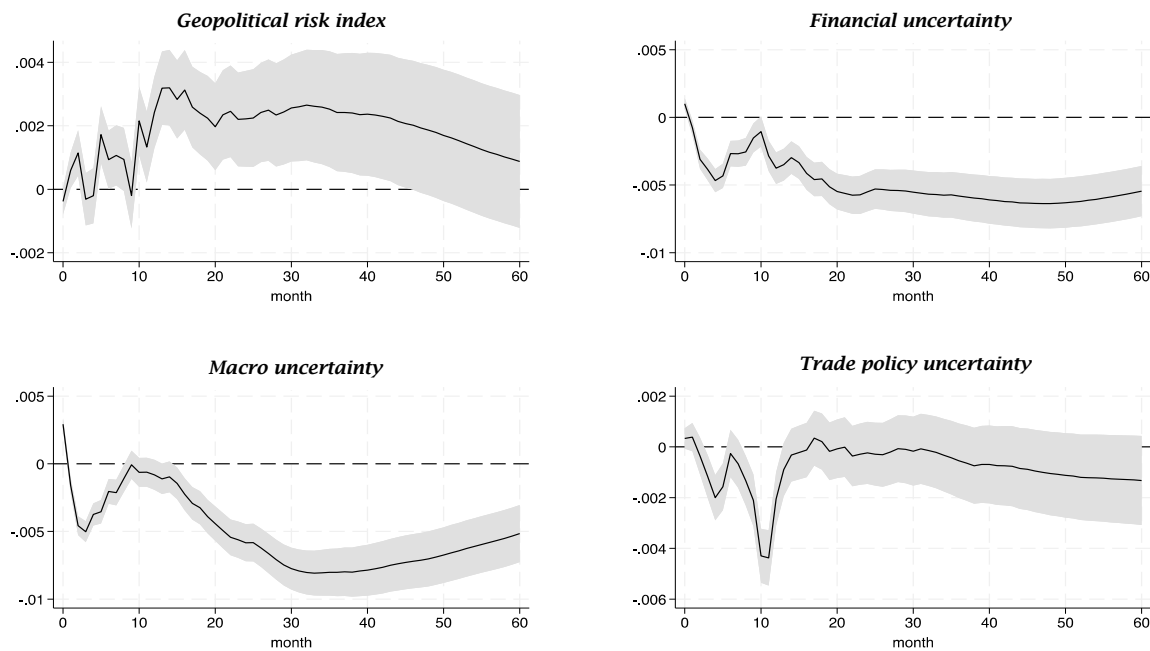 Geopolitical risk index
.004
.002
0
-.002
0 10 20 30 40 50 60
month
Financial uncertainty
.005
0
-.005
-.01
0 10 20 30 40 50 60
month
Macro uncertainty
.005
0
-.005
-.01
0 10 20 30 40 50 60
month
Trade policy uncertainty
.002
0
-.002
-.004
-.006
0 10 20 30 40 50 60
month